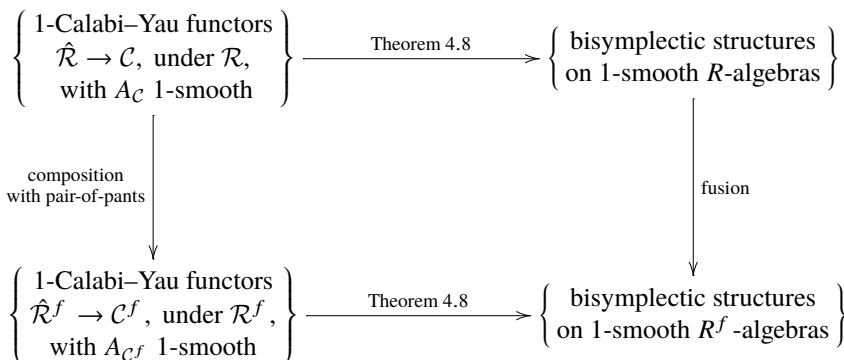 1-Calabi–Yau functors
R̂ → C, under R,
with A_C 1-smooth
Theorem 4.8
bisymplectic structures
on 1-smooth R-algebras
composition
with pair-of-pants
fusion
1-Calabi–Yau functors
R̂^f → C^f, under R^f,
with A_{C^f} 1-smooth
Theorem 4.8
bisymplectic structures
on 1-smooth R^f-algebras